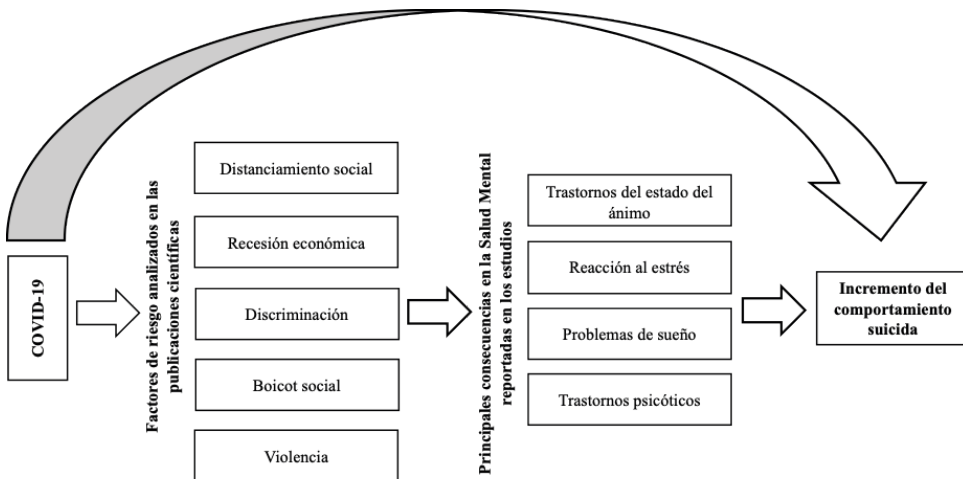 COVID-19
Factores de riesgo analizados en las
publicaciones científicas
Distanciamiento social
Recesión económica
Discriminación
Boicot social
Violencia
Principales consecuencias en la Salud Mental
reportadas en los estudios
Trastornos del estado del
ánimo
Reacción al estrés
Problemas de sueño
Trastornos psicóticos
Incremento del
comportamiento
suicida